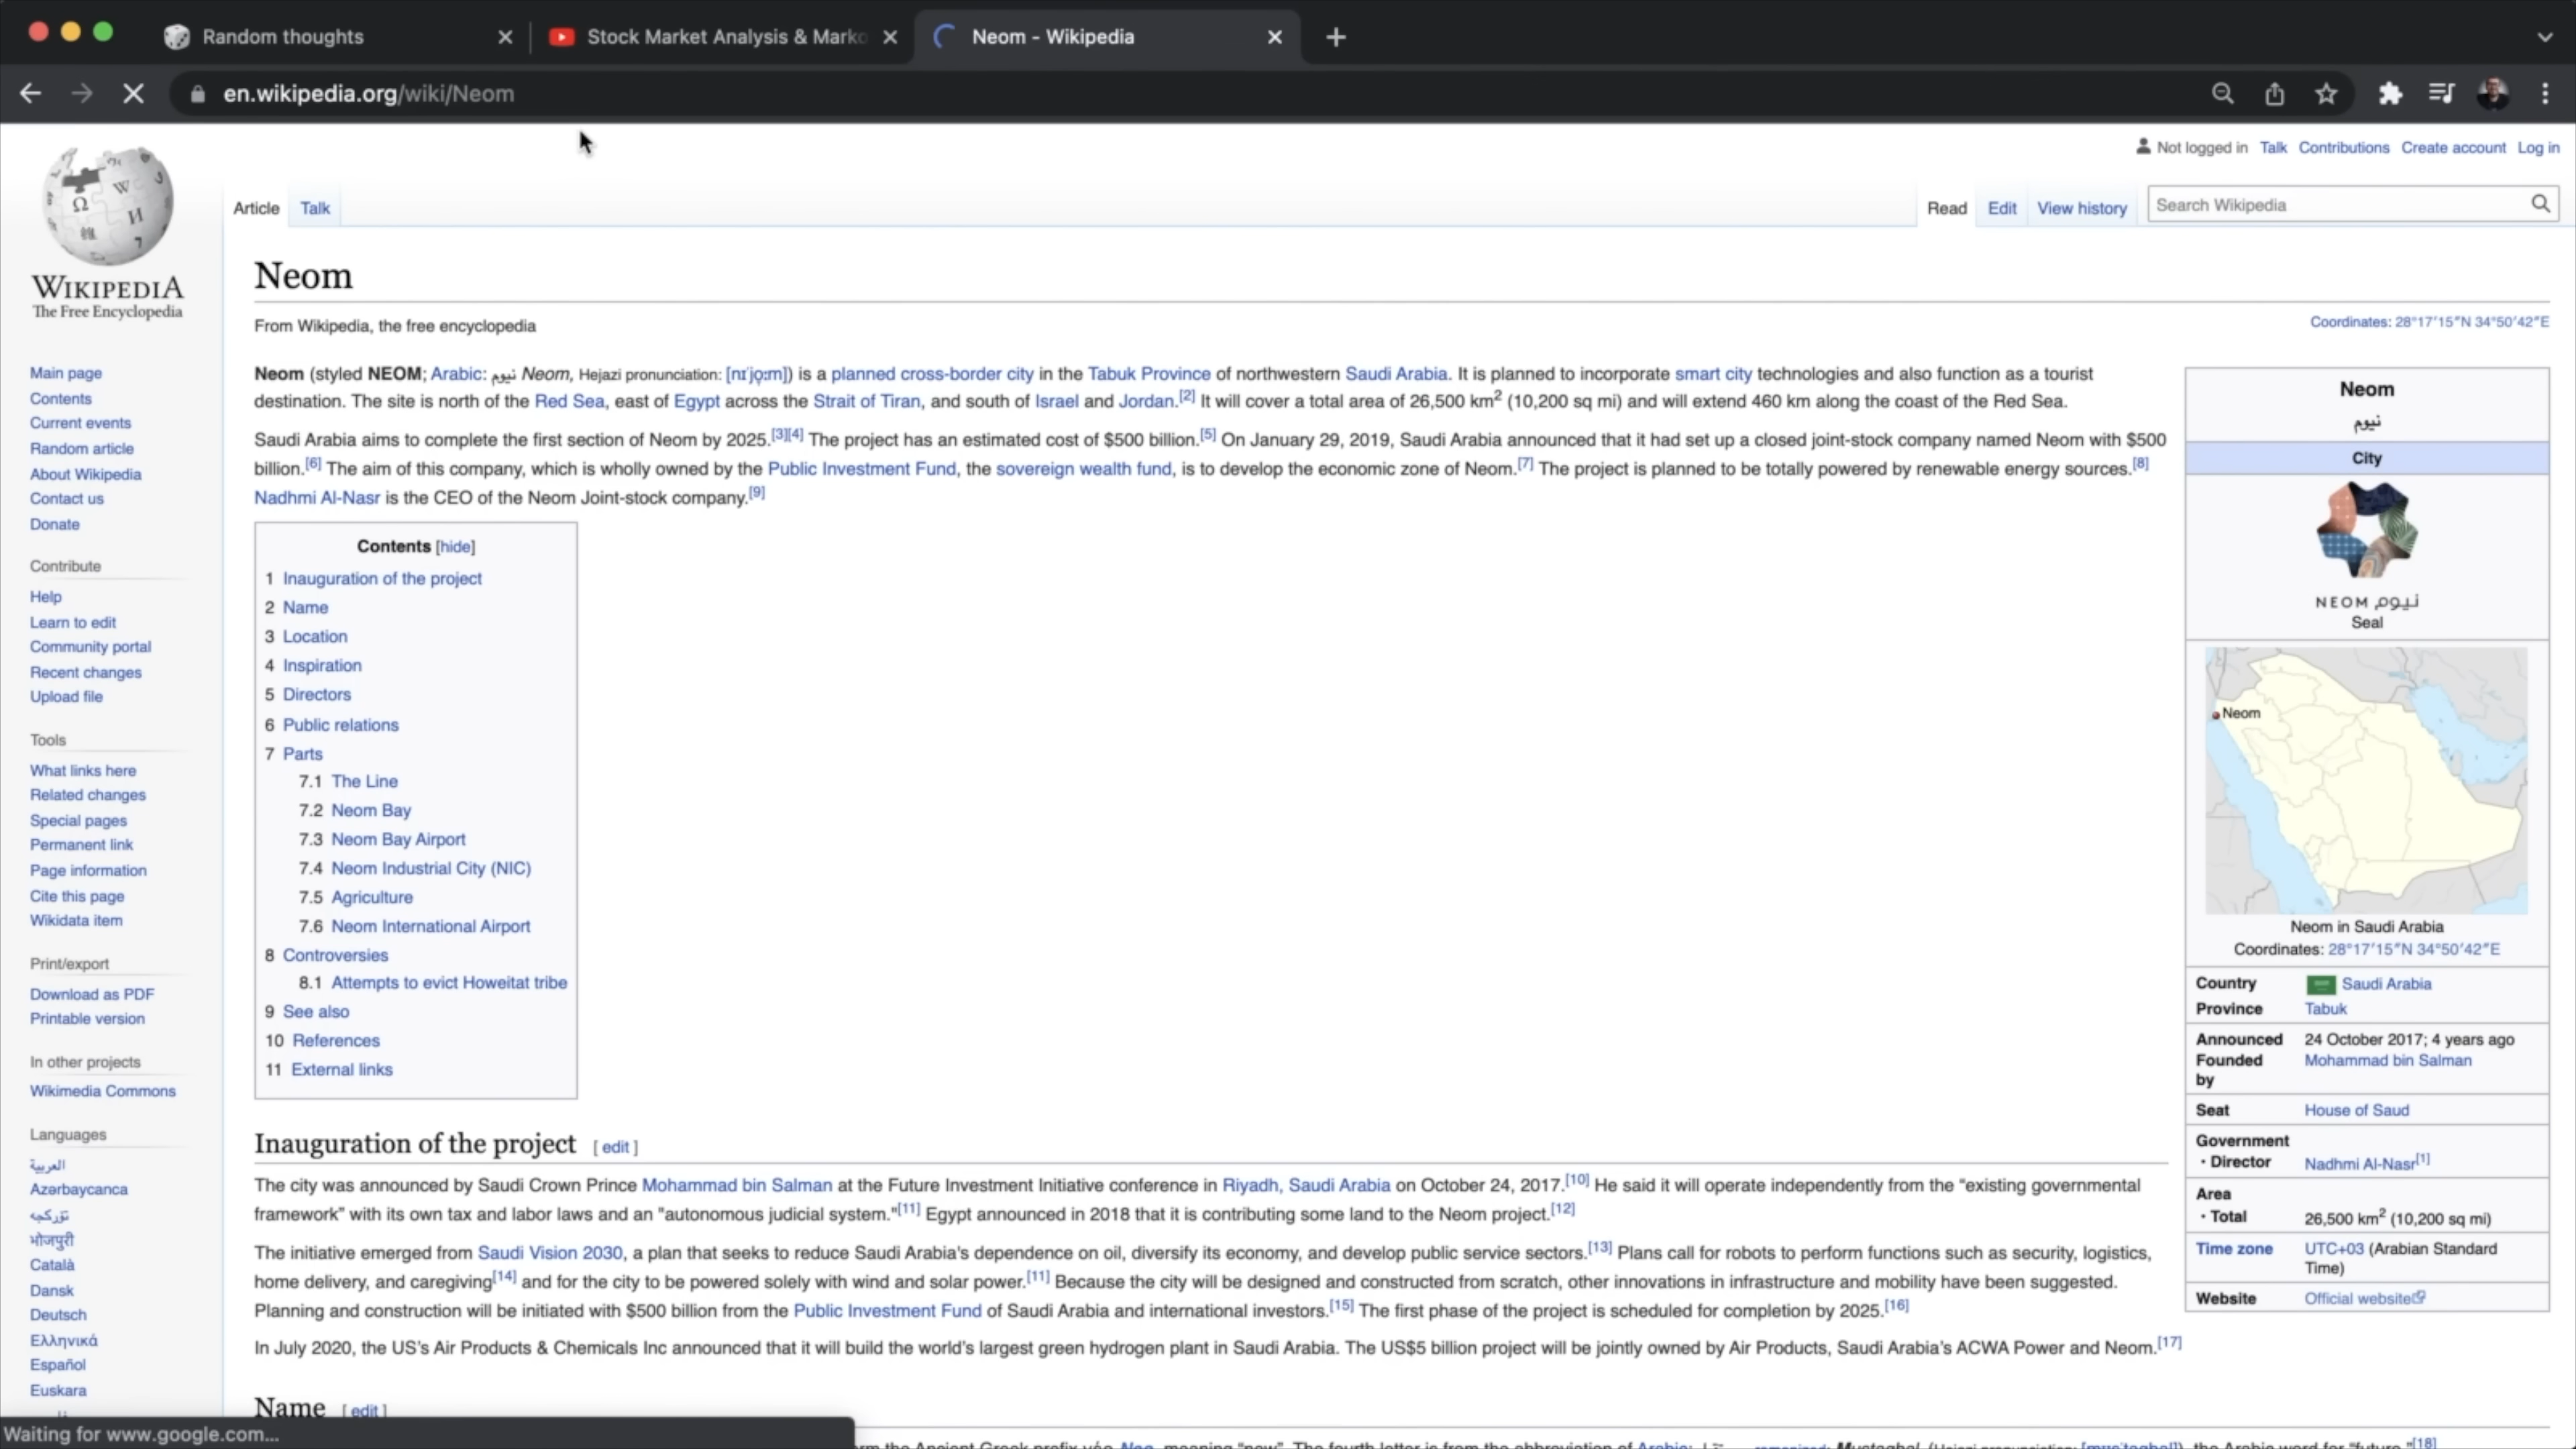 Random thoughts
Stock Market Analysis & Marko
Neom - Wikipedia
en.wikipedia.org/wiki/Neom
Not logged in Talk Contributions Create account Log in
Article Talk
Read Edit View history Search Wikipedia
WIKIPEDIA
The Free Encyclopedia
Main page
Contents
Current events
Random article
About Wikipedia
Contact us
Donate
Contribute
Help
Learn to edit
Community portal
Recent changes
Upload file
Tools
What links here
Related changes
Special pages
Permanent link
Page information
Cite this page
Wikidata item
Print/export
Download as PDF
Printable version
In other projects
Wikimedia Commons
Languages
العربية
Azərbaycanca
تۆرکجه
भोजपुरी
Català
Dansk
Deutsch
Ελληνικά
Español
Euskara
Neom
From Wikipedia, the free encyclopedia
Coordinates: 28°17′15″N 34°50′42″E
Neom (styled NEOM; Arabic: نيوم Neom, Hejazi pronunciation: [nɪˈjo̞ːm]) is a planned cross-border city in the Tabuk Province of northwestern Saudi Arabia. It is planned to incorporate smart city technologies and also function as a tourist
destination. The site is north of the Red Sea, east of Egypt across the Strait of Tiran, and south of Israel and Jordan.[2] It will cover a total area of 26,500 km2 (10,200 sq mi) and will extend 460 km along the coast of the Red Sea.
Saudi Arabia aims to complete the first section of Neom by 2025.[3][4] The project has an estimated cost of $500 billion.[5] On January 29, 2019, Saudi Arabia announced that it had set up a closed joint-stock company named Neom with $500
billion.[6] The aim of this company, which is wholly owned by the Public Investment Fund, the sovereign wealth fund, is to develop the economic zone of Neom.[7] The project is planned to be totally powered by renewable energy sources.[8]
Nadhmi Al-Nasr is the CEO of the Neom Joint-stock company.[9]
Contents [hide]
1 Inauguration of the project
2 Name
3 Location
4 Inspiration
5 Directors
6 Public relations
7 Parts
7.1 The Line
7.2 Neom Bay
7.3 Neom Bay Airport
7.4 Neom Industrial City (NIC)
7.5 Agriculture
7.6 Neom International Airport
8 Controversies
8.1 Attempts to evict Howeitat tribe
9 See also
10 References
11 External links
Inauguration of the project [ edit ]
The city was announced by Saudi Crown Prince Mohammad bin Salman at the Future Investment Initiative conference in Riyadh, Saudi Arabia on October 24, 2017.[10] He said it will operate independently from the “existing governmental
framework” with its own tax and labor laws and an "autonomous judicial system."[11] Egypt announced in 2018 that it is contributing some land to the Neom project.[12]
The initiative emerged from Saudi Vision 2030, a plan that seeks to reduce Saudi Arabia's dependence on oil, diversify its economy, and develop public service sectors.[13] Plans call for robots to perform functions such as security, logistics,
home delivery, and caregiving[14] and for the city to be powered solely with wind and solar power.[11] Because the city will be designed and constructed from scratch, other innovations in infrastructure and mobility have been suggested.
Planning and construction will be initiated with $500 billion from the Public Investment Fund of Saudi Arabia and international investors.[15] The first phase of the project is scheduled for completion by 2025.[16]
In July 2020, the US's Air Products & Chemicals Inc announced that it will build the world's largest green hydrogen plant in Saudi Arabia. The US$5 billion project will be jointly owned by Air Products, Saudi Arabia's ACWA Power and Neom.[17]
Name [ edit ]
Neom
نيوم
City
NEOM نيوم
Seal
Neom
Neom in Saudi Arabia
Coordinates: 28°17′15″N 34°50′42″E
Country Saudi Arabia
Province Tabuk
Announced 24 October 2017; 4 years ago
Founded Mohammad bin Salman
by
Seat House of Saud
Government
• Director Nadhmi Al-Nasr[1]
Area
• Total 26,500 km2 (10,200 sq mi)
Time zone UTC+03 (Arabian Standard
Time)
Website Official website
Waiting for www.google.com...